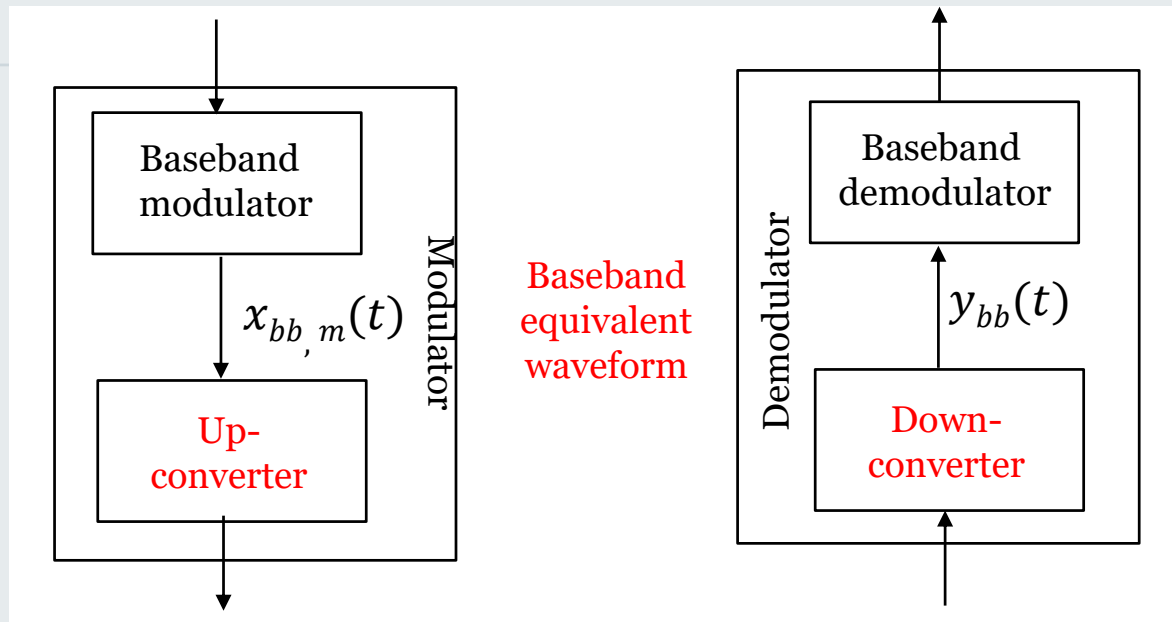 Baseband
modulator
x_{bb, m}(t)
Up-
converter
Modulator
Baseband
equivalent
waveform
Demodulator
Baseband
demodulator
y_{bb}(t)
Down-
converter